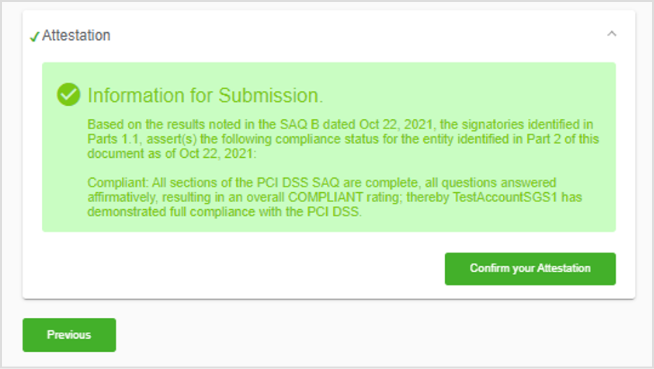 Attestation
Information for Submission.
Based on the results noted in the SAQ B dated Oct 22, 2021, the signatories identified in
Parts 1.1, assert(s) the following compliance status for the entity identified in Part 2 of this
document as of Oct 22, 2021:
Compliant: All sections of the PCI DSS SAQ are complete, all questions answered
affirmatively, resulting in an overall COMPLIANT rating; thereby TestAccountSGS1 has
demonstrated full compliance with the PCI DSS.
Confirm your Attestation
Previous